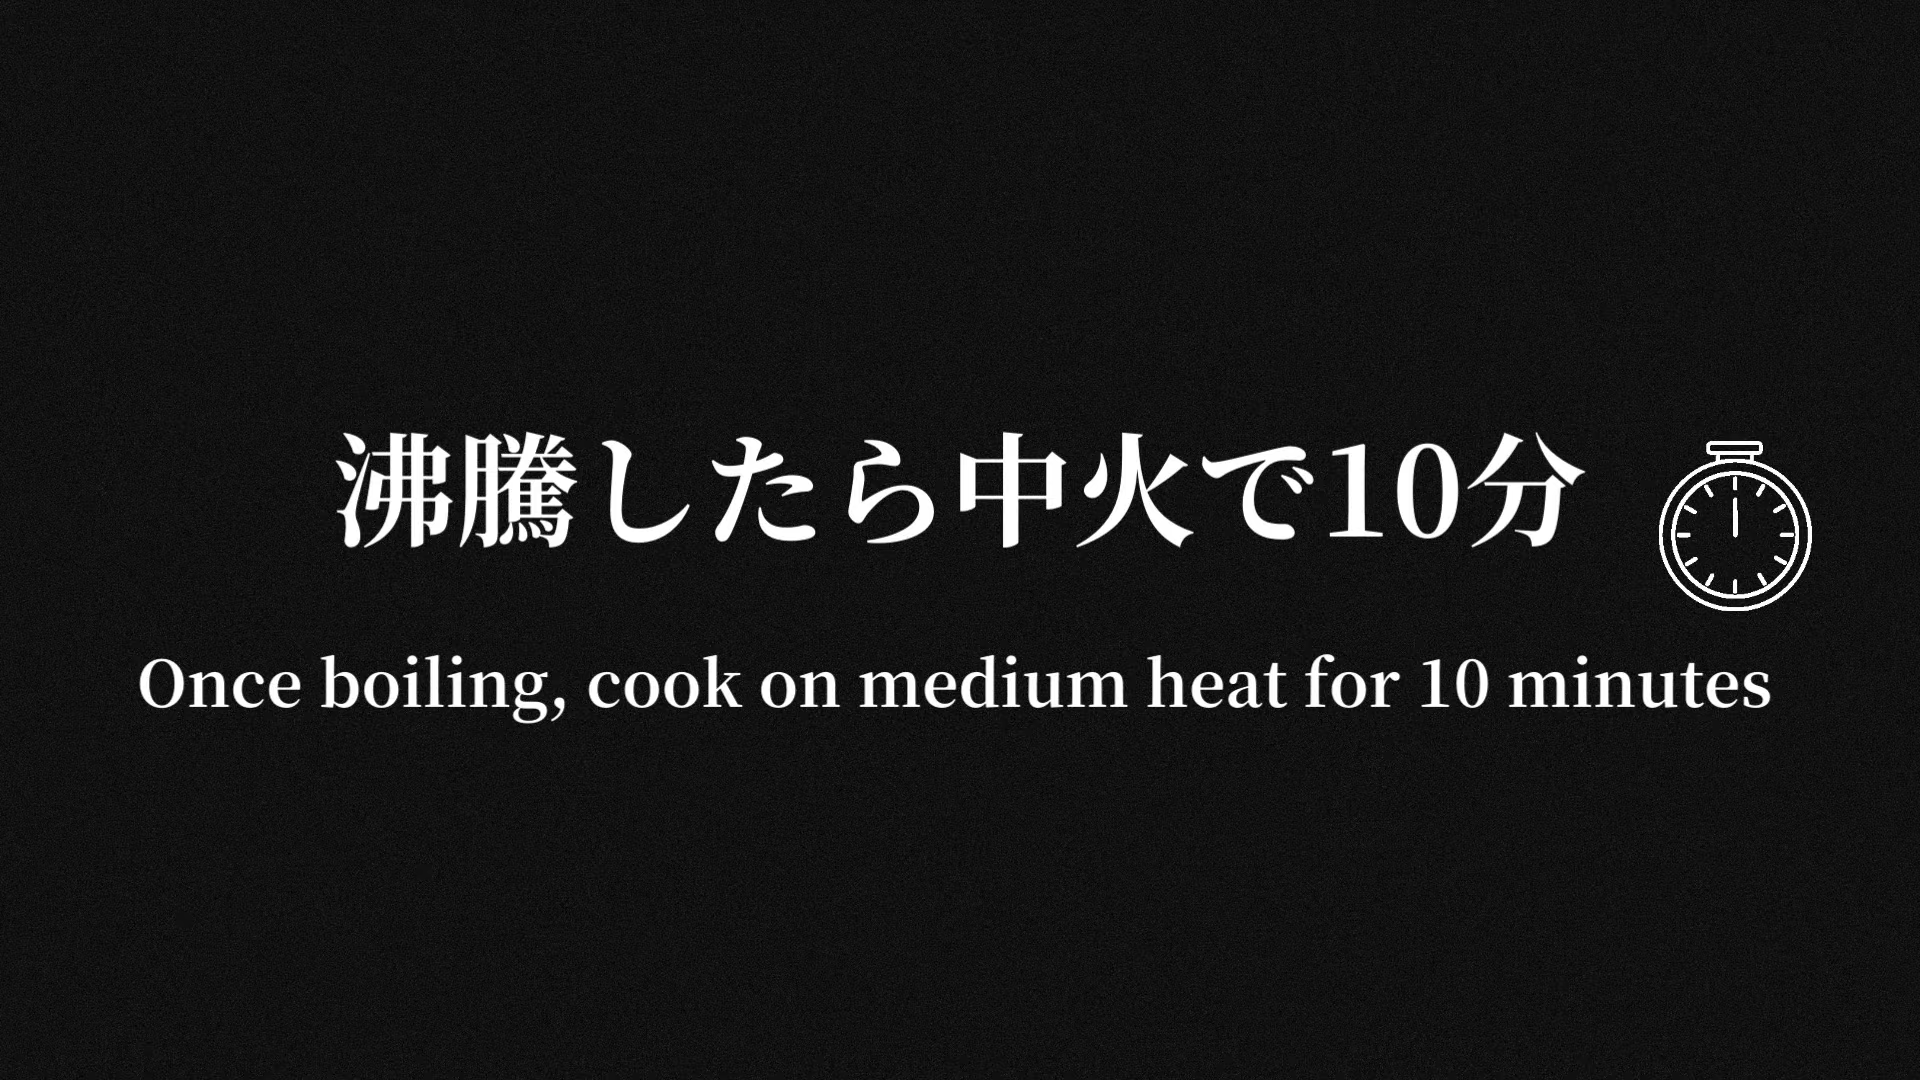 沸騰したら中火で10分
Once boiling, cook on medium heat for 10 minutes